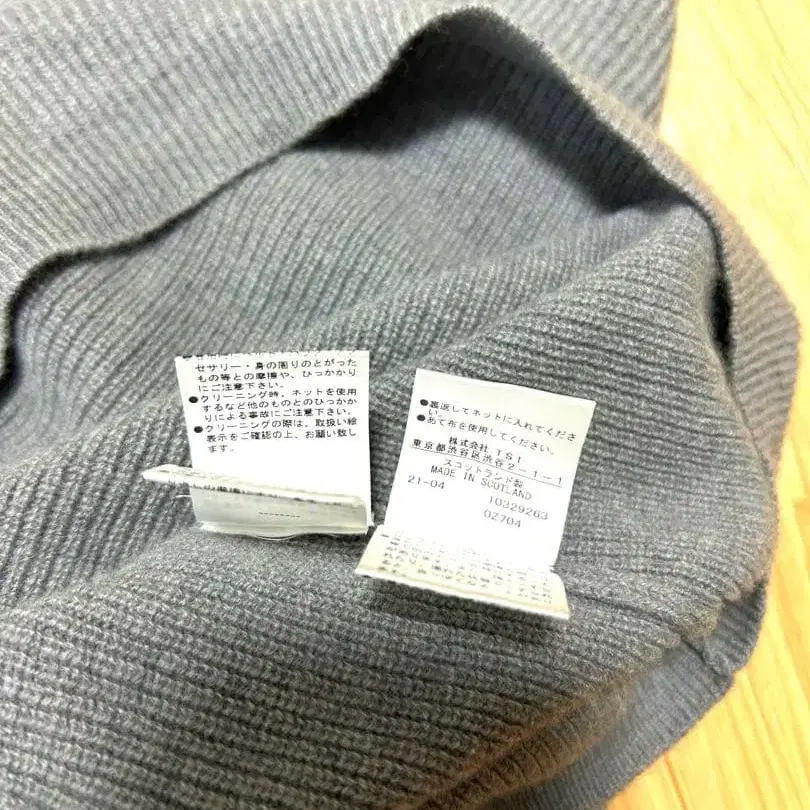 セサリー・身の周りのとがった
もの等との摩擦や、ひっかかり
にご注意下さい。
●クリーニング時、ネットを使用
するなど他のものとのひっかか
りによる事故にご注意下さい。
●クリーニングの際は、取扱い絵
表示をご確認の上、お願い致しま
す。
●裏返してネットに入れてくださ
い。
●あて布を使用してください。
株式会社 TSI
東京都渋谷区渋谷2-1-1
スコットランド製
MADE IN SCOTLAND
21-04 10329263
0Z704